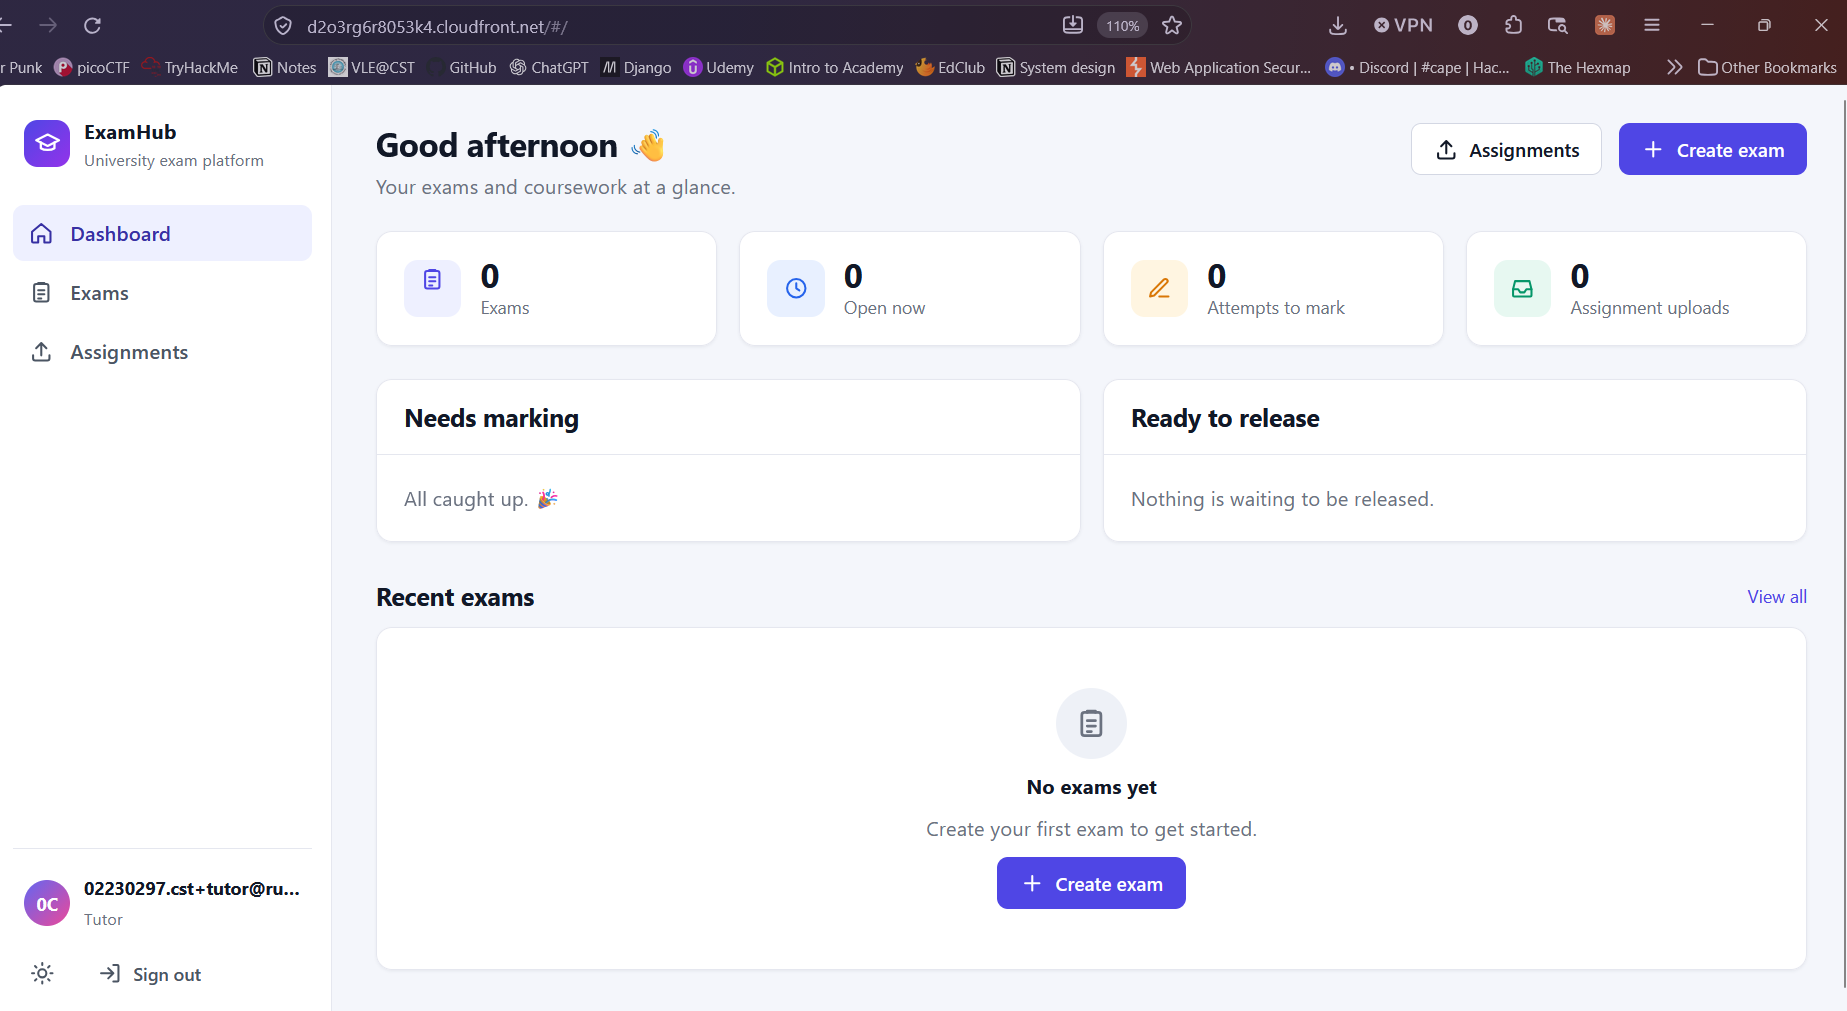 d2o3rg6r8053k4.cloudfront.net/#/
110%
VPN
r Punk
picoCTF
TryHackMe
Notes
VLE@CST
GitHub
ChatGPT
Django
Udemy
Intro to Academy
EdClub
System design
Web Application Secur...
• Discord | #cape | Hac...
The Hexmap
Other Bookmarks
ExamHub
University exam platform
Dashboard
Exams
Assignments
02230297.cst+tutor@ru...
0C
Tutor
Sign out
Good afternoon 👋
Your exams and coursework at a glance.
Assignments
+ Create exam
0
Exams
0
Open now
0
Attempts to mark
0
Assignment uploads
Needs marking
All caught up. 🎉
Ready to release
Nothing is waiting to be released.
Recent exams
View all
No exams yet
Create your first exam to get started.
+ Create exam